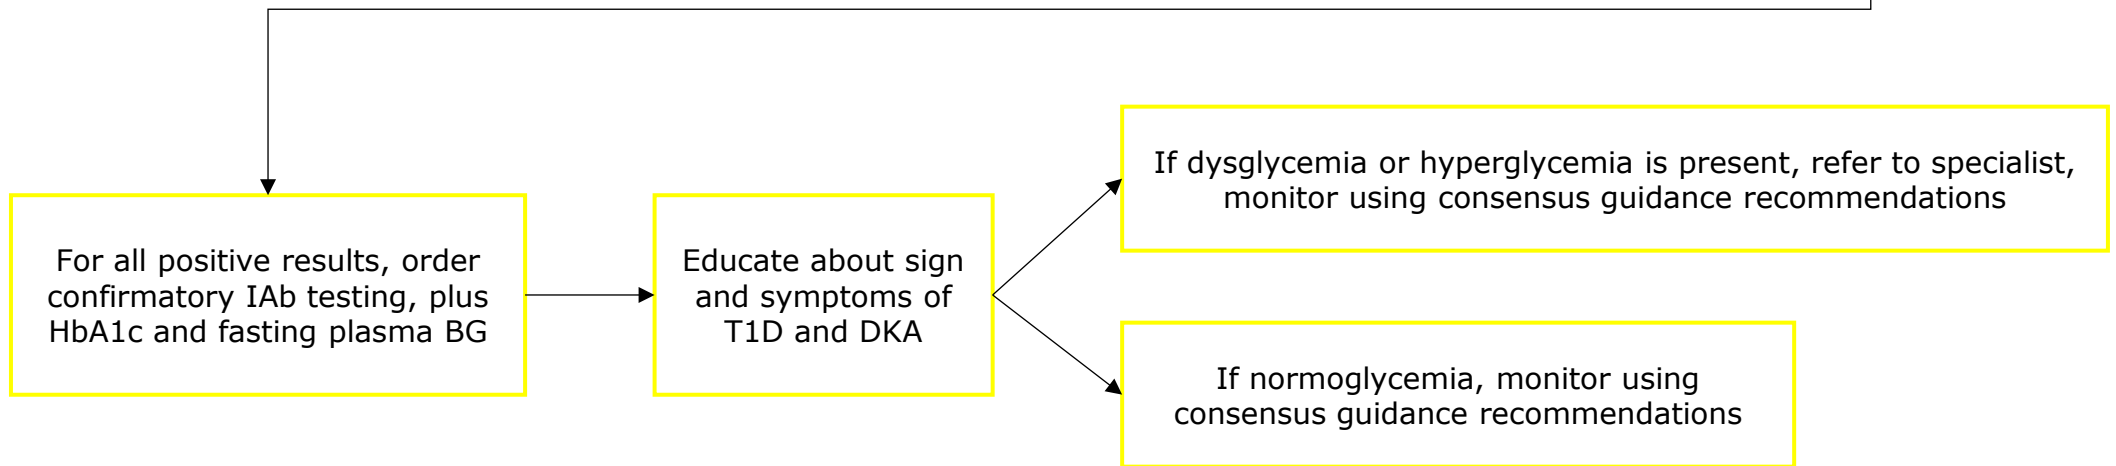 For all positive results, order
confirmatory IAb testing, plus
HbA1c and fasting plasma BG
Educate about sign
and symptoms of
T1D and DKA
If dysglycemia or hyperglycemia is present, refer to specialist,
monitor using consensus guidance recommendations
If normoglycemia, monitor using
consensus guidance recommendations